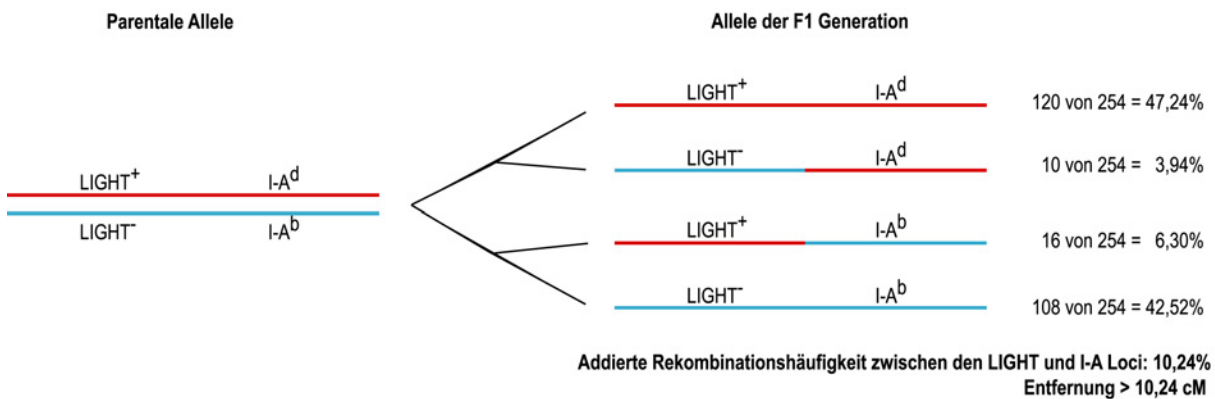 Parentale Allele
Allele der F1 Generation
LIGHT⁺ I-Aᵈ 120 von 254 = 47,24%
LIGHT⁻ I-Aᵈ 10 von 254 = 3,94%
LIGHT⁺ I-Aᵈ
LIGHT⁻ I-Aᵇ
LIGHT⁺ I-Aᵇ 16 von 254 = 6,30%
LIGHT⁻ I-Aᵇ 108 von 254 = 42,52%
Addierte Rekombinationshäufigkeit zwischen den LIGHT und I-A Loci: 10,24%
Entfernung > 10,24 cM